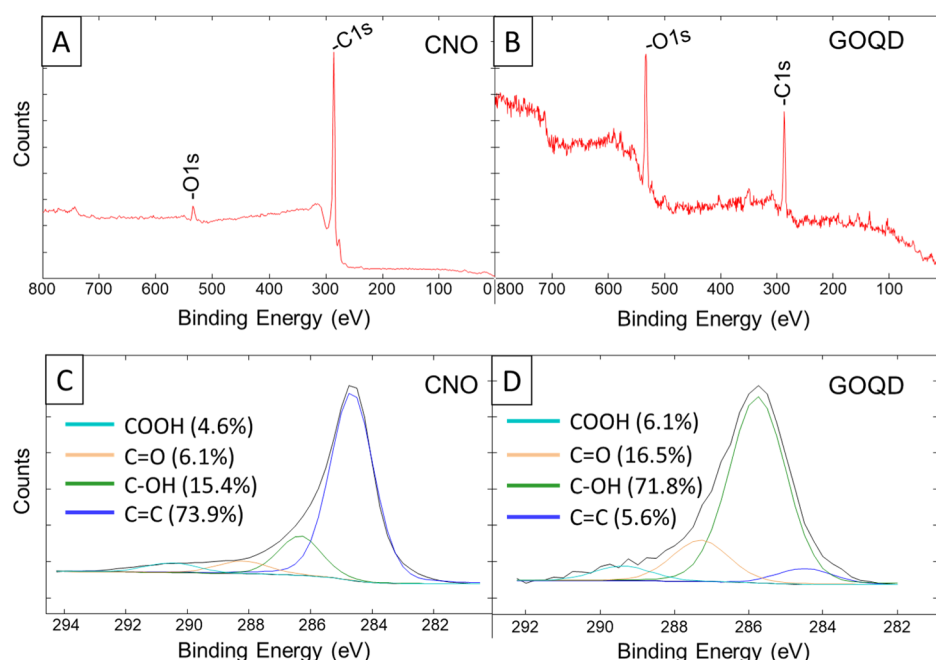 A
-C1s
CNO
-O1s
Counts
800 700 600 500 400 300 200 100 0
Binding Energy (eV)
B
-O1s
GOQD
-C1s
800 700 600 500 400 300 200 100
Binding Energy (eV)
C
CNO
COOH (4.6%)
C=O (6.1%)
C-OH (15.4%)
C=C (73.9%)
Counts
294 292 290 288 286 284 282
Binding Energy (eV)
D
GOQD
COOH (6.1%)
C=O (16.5%)
C-OH (71.8%)
C=C (5.6%)
292 290 288 286 284 282
Binding Energy (eV)